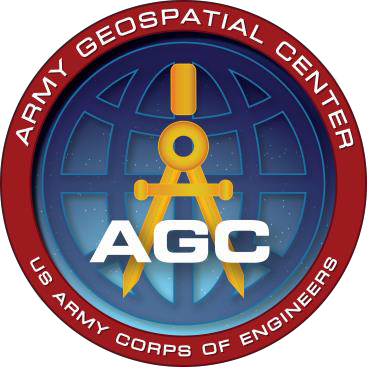 ARMY GEOSPATIAL CENTER
AGC
US ARMY CORPS OF ENGINEERS